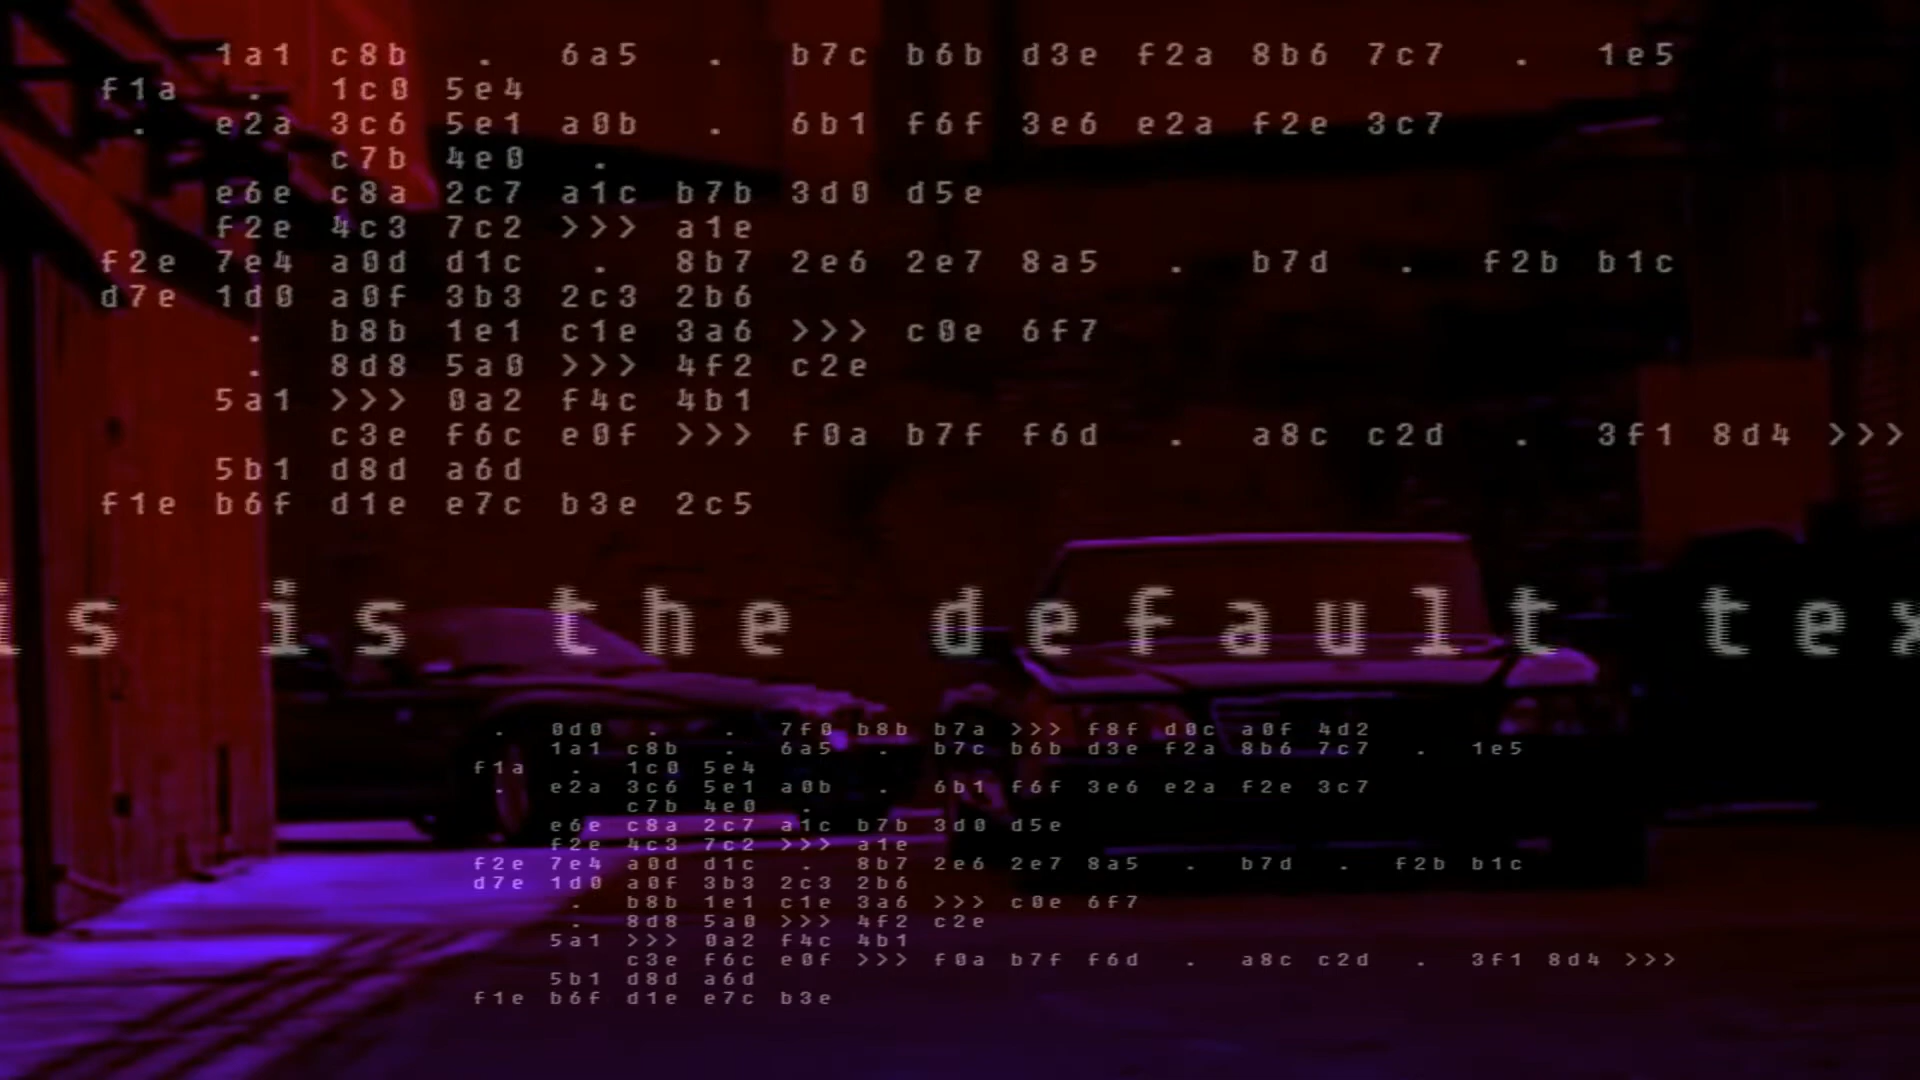 1a1 c8b . 6a5 . b7c b6b d3e f2a 8b6 7c7 . 1e5
f1a . 1c0 5e4
. e2a 3c6 5e1 a0b . 6b1 f6f 3e6 e2a f2e 3c7
c7b 4e0 .
e6e c8a 2c7 a1c b7b 3d0 d5e
f2e 4c3 7c2 >>> a1e
f2e 7e4 a0d d1c . 8b7 2e6 2e7 8a5 . b7d . f2b b1c
d7e 1d0 a0f 3b3 2c3 2b6
. b8b 1e1 c1e 3a6 >>> c0e 6f7
. 8d8 5a0 >>> 4f2 c2e
5a1 >>> 0a2 f4c 4b1
c3e f6c e0f >>> f0a b7f f6d . a8c c2d . 3f1 8d4 >>>
5b1 d8d a6d
f1e b6f d1e e7c b3e 2c5
is is the default tex
. 0d0 . . 7f0 b8b b7a >>> f8f d0c a0f 4d2
1a1 c8b . 6a5 . b7c b6b d3e f2a 8b6 7c7 . 1e5
f1a . 1c0 5e4
. e2a 3c6 5e1 a0b . 6b1 f6f 3e6 e2a f2e 3c7
c7b 4e0 .
e6e c8a 2c7 a1c b7b 3d0 d5e
f2e 4c3 7c2 >>> a1e
f2e 7e4 a0d d1c . 8b7 2e6 2e7 8a5 . b7d . f2b b1c
d7e 1d0 a0f 3b3 2c3 2b6
. b8b 1e1 c1e 3a6 >>> c0e 6f7
. 8d8 5a0 >>> 4f2 c2e
5a1 >>> 0a2 f4c 4b1
c3e f6c e0f >>> f0a b7f f6d . a8c c2d . 3f1 8d4 >>>
5b1 d8d a6d
f1e b6f d1e e7c b3e